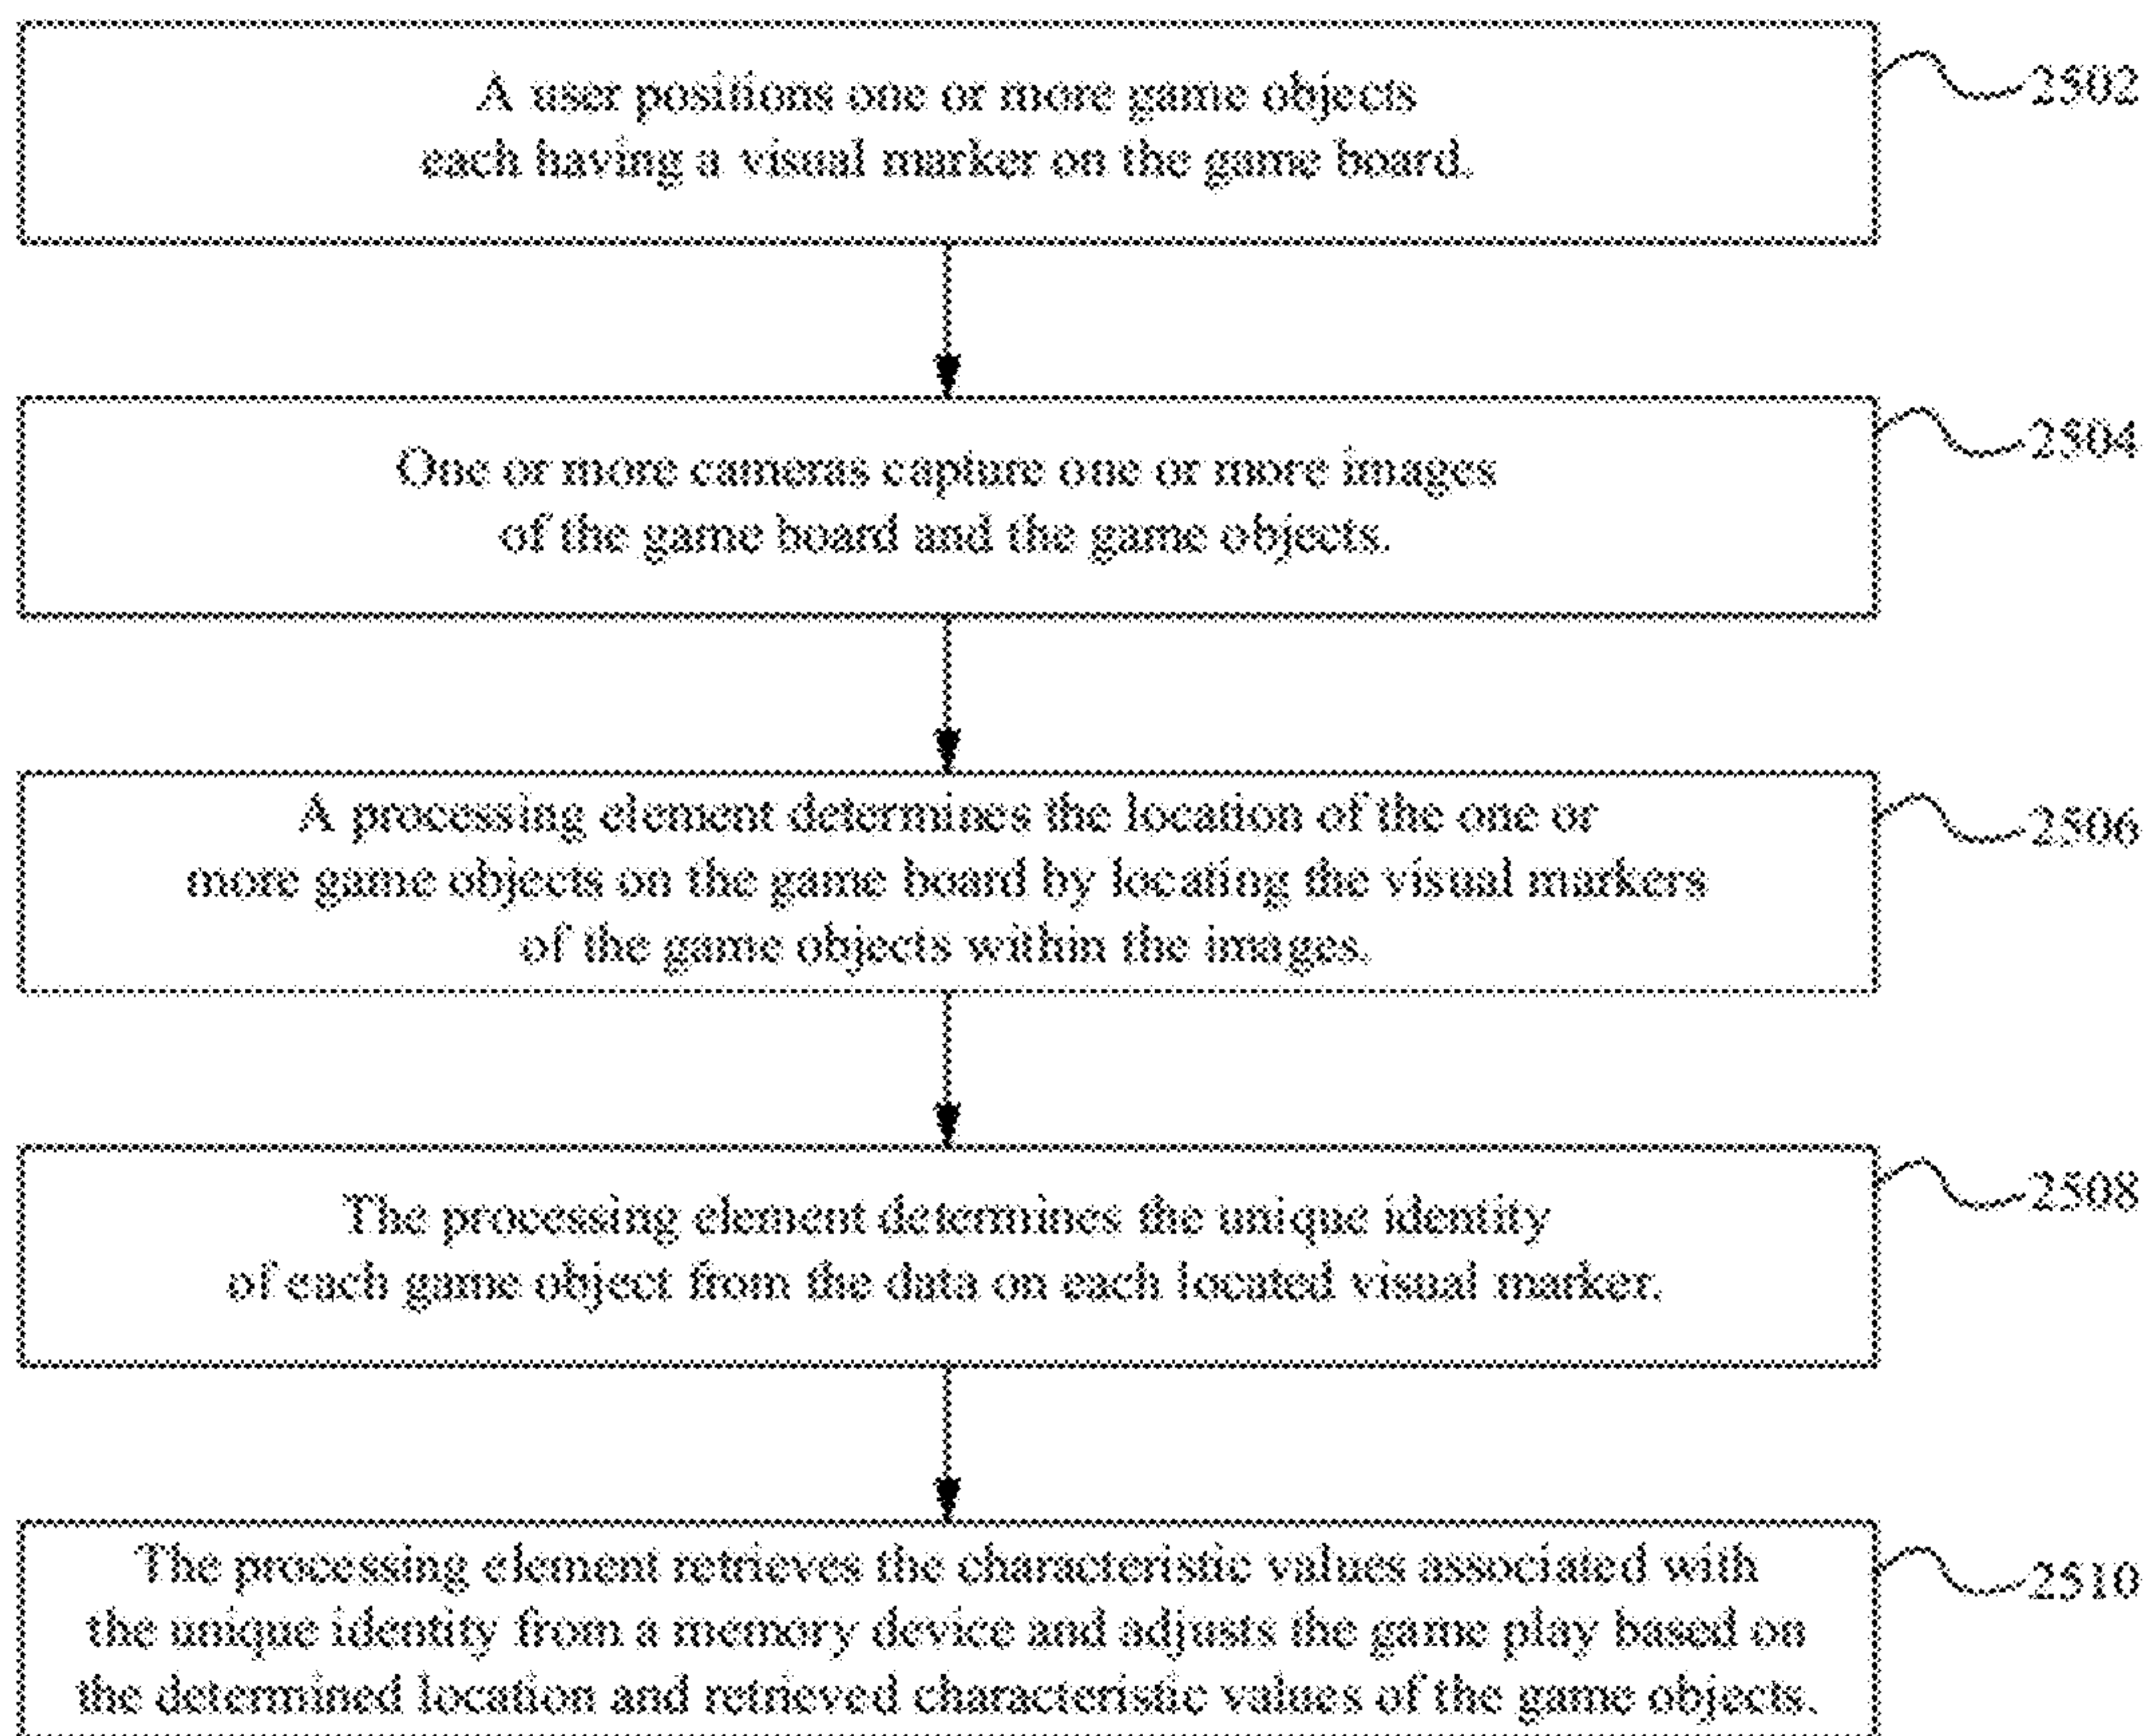 A user positions one or more game objects
each having a visual marker on the game board.
2502
One or more cameras capture one or more images
of the game board and the game objects.
2504
A processing element determines the location of the one or
more game objects on the game board by locating the visual markers
of the game objects within the images.
2506
The processing element determines the unique identity
of each game object from the data on each located visual marker.
2508
The processing element retrieves the characteristic values associated with
the unique identity from a memory device and adjusts the game play based on
the determined location and retrieved characteristic values of the game objects.
2510